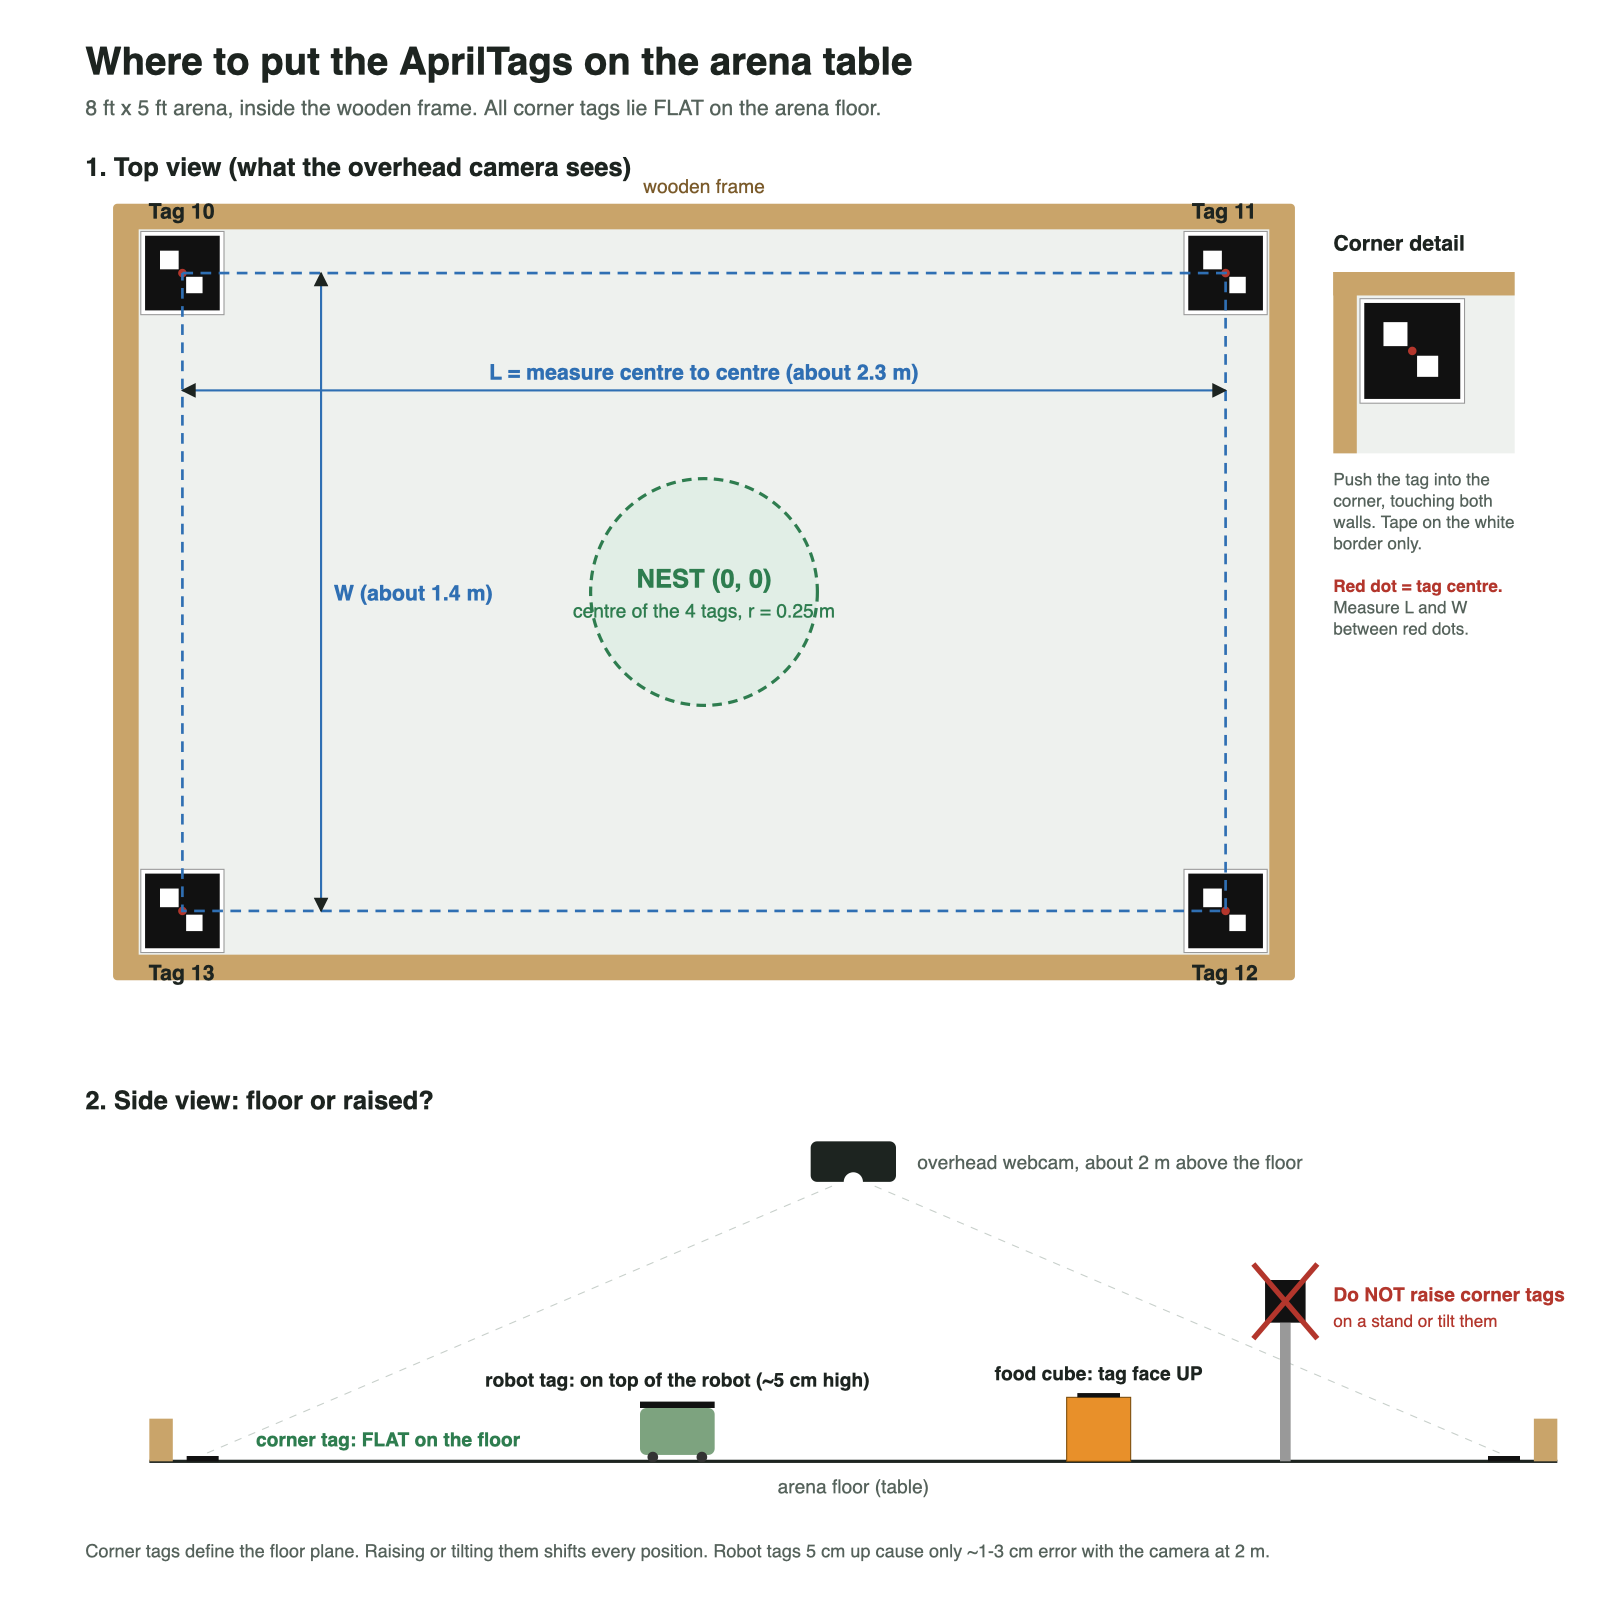 Where to put the AprilTags on the arena table
8 ft x 5 ft arena, inside the wooden frame. All corner tags lie FLAT on the arena floor.
1. Top view (what the overhead camera sees)
wooden frame
Tag 10
Tag 11
L = measure centre to centre (about 2.3 m)
W (about 1.4 m)
NEST (0, 0)
centre of the 4 tags, r = 0.25 m
Tag 13
Tag 12
Corner detail
Push the tag into the
corner, touching both
walls. Tape on the white
border only.
Red dot = tag centre.
Measure L and W
between red dots.
2. Side view: floor or raised?
overhead webcam, about 2 m above the floor
Do NOT raise corner tags
on a stand or tilt them
robot tag: on top of the robot (~5 cm high)
food cube: tag face UP
corner tag: FLAT on the floor
arena floor (table)
Corner tags define the floor plane. Raising or tilting them shifts every position. Robot tags 5 cm up cause only ~1-3 cm error with the camera at 2 m.